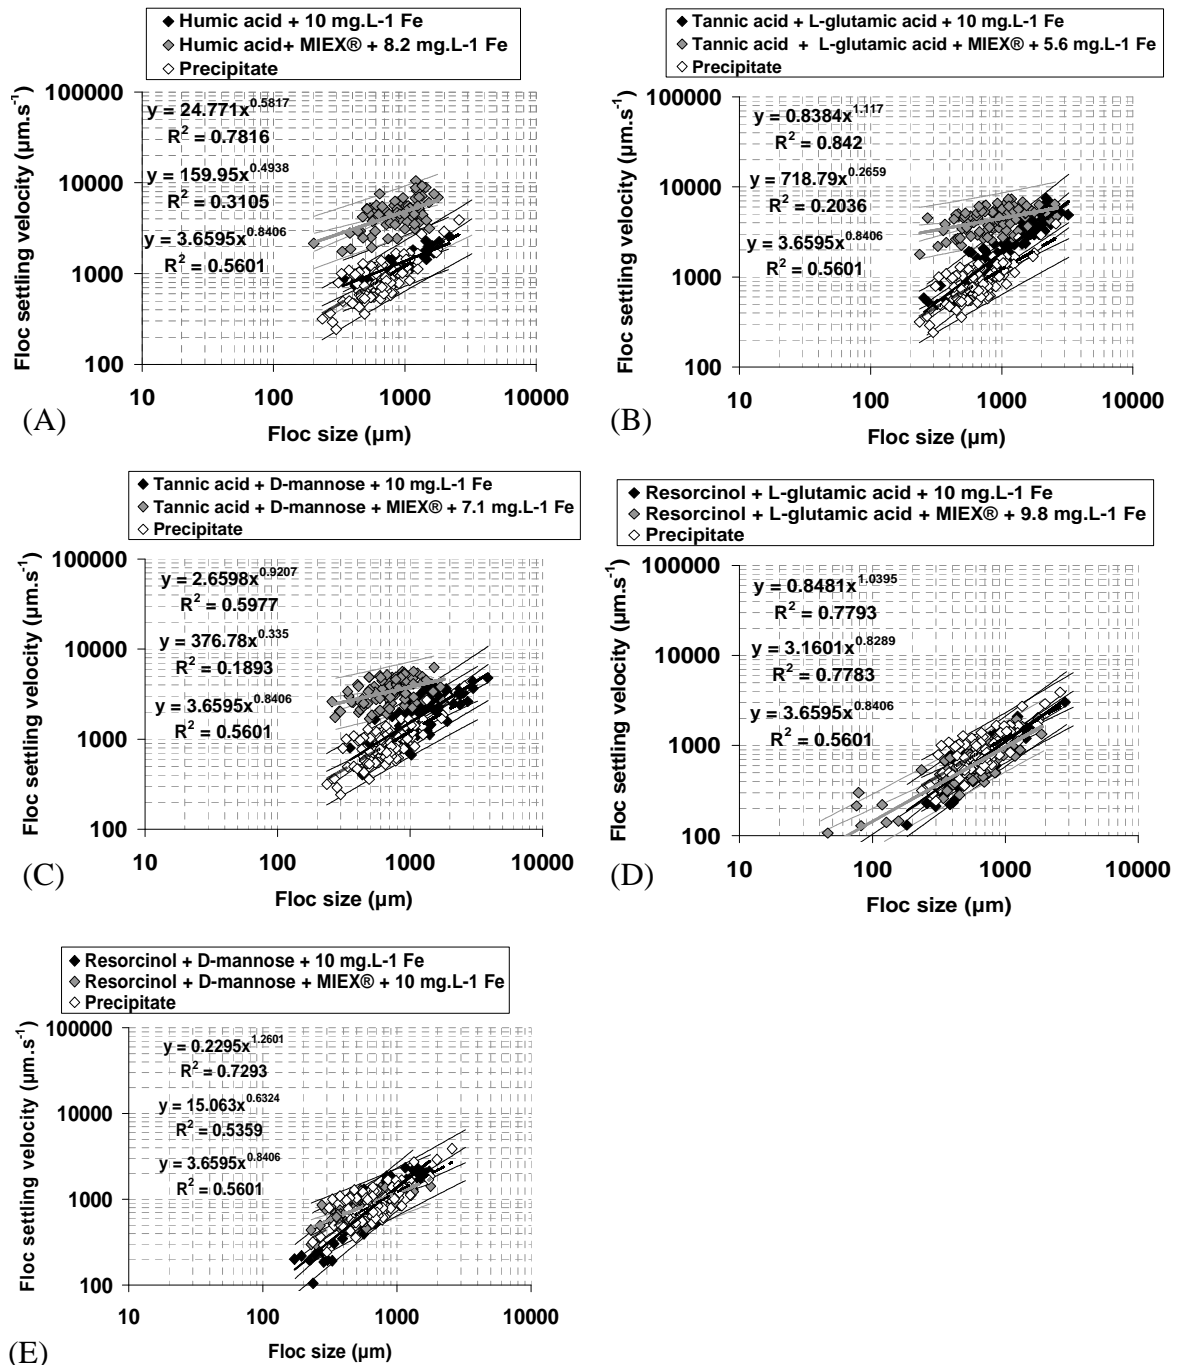 Humic acid + 10 mg.L-1 Fe
Humic acid+ MIEX® + 8.2 mg.L-1 Fe
Precipitate
Floc settling velocity (µm.s-1)
100000
10000
1000
100
y = 24.771x^0.5817
R² = 0.7816
y = 159.95x^0.4938
R² = 0.3105
y = 3.6595x^0.8406
R² = 0.5601
10 100 1000 10000
Floc size (µm)
(A)
Tannic acid + L-glutamic acid + 10 mg.L-1 Fe
Tannic acid + L-glutamic acid + MIEX® + 5.6 mg.L-1 Fe
Precipitate
Floc settling velocity (µm.s-1)
100000
10000
1000
100
y = 0.8384x^1.117
R² = 0.842
y = 718.79x^0.2659
R² = 0.2036
y = 3.6595x^0.8406
R² = 0.5601
10 100 1000 10000
Floc size (µm)
(B)
Tannic acid + D-mannose + 10 mg.L-1 Fe
Tannic acid + D-mannose + MIEX® + 7.1 mg.L-1 Fe
Precipitate
Floc settling velocity (µm.s-1)
100000
10000
1000
100
y = 2.6598x^0.9207
R² = 0.5977
y = 376.78x^0.335
R² = 0.1893
y = 3.6595x^0.8406
R² = 0.5601
10 100 1000 10000
Floc size (µm)
(C)
Resorcinol + L-glutamic acid + 10 mg.L-1 Fe
Resorcinol + L-glutamic acid + MIEX® + 9.8 mg.L-1 Fe
Precipitate
Floc settling velocity (µm.s-1)
100000
10000
1000
100
y = 0.8481x^1.0395
R² = 0.7793
y = 3.1601x^0.8289
R² = 0.7783
y = 3.6595x^0.8406
R² = 0.5601
10 100 1000 10000
Floc size (µm)
(D)
Resorcinol + D-mannose + 10 mg.L-1 Fe
Resorcinol + D-mannose + MIEX® + 10 mg.L-1 Fe
Precipitate
Floc settling velocity (µm.s-1)
100000
10000
1000
100
y = 0.2295x^1.2601
R² = 0.7293
y = 15.063x^0.6324
R² = 0.5359
y = 3.6595x^0.8406
R² = 0.5601
10 100 1000 10000
Floc size (µm)
(E)